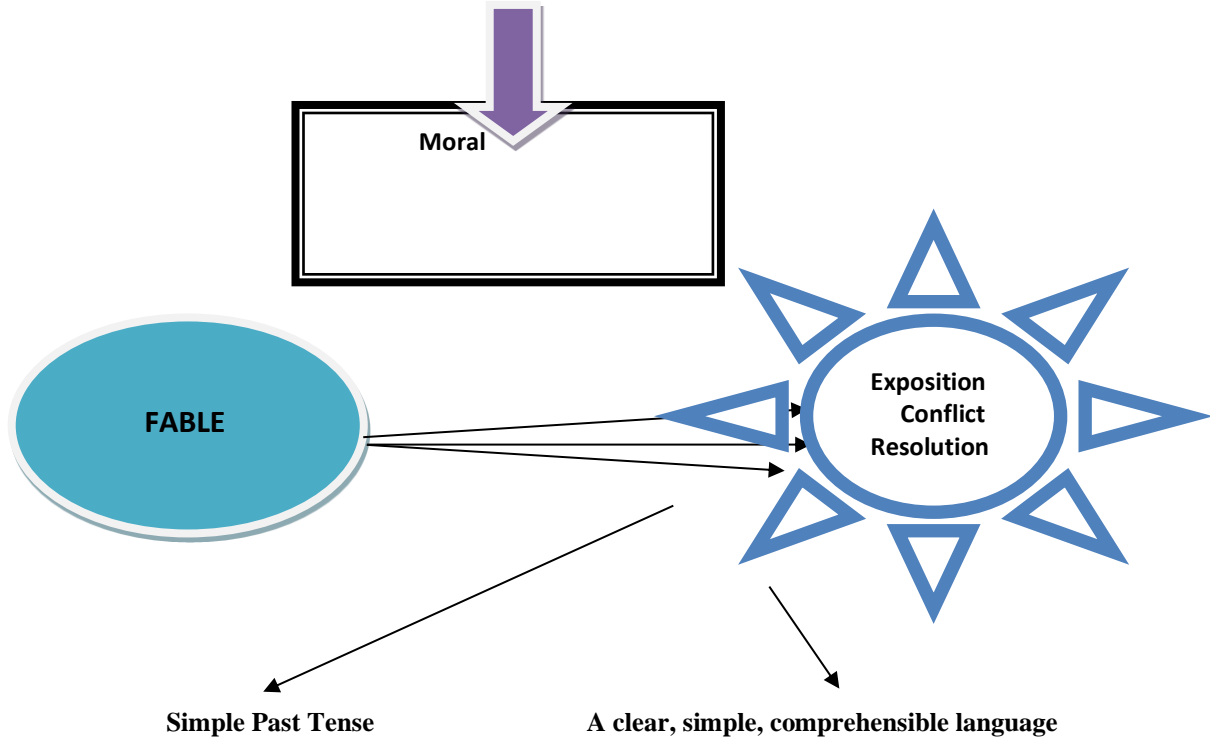 Moral
FABLE
Exposition
Conflict
Resolution
Simple Past Tense
A clear, simple, comprehensible language